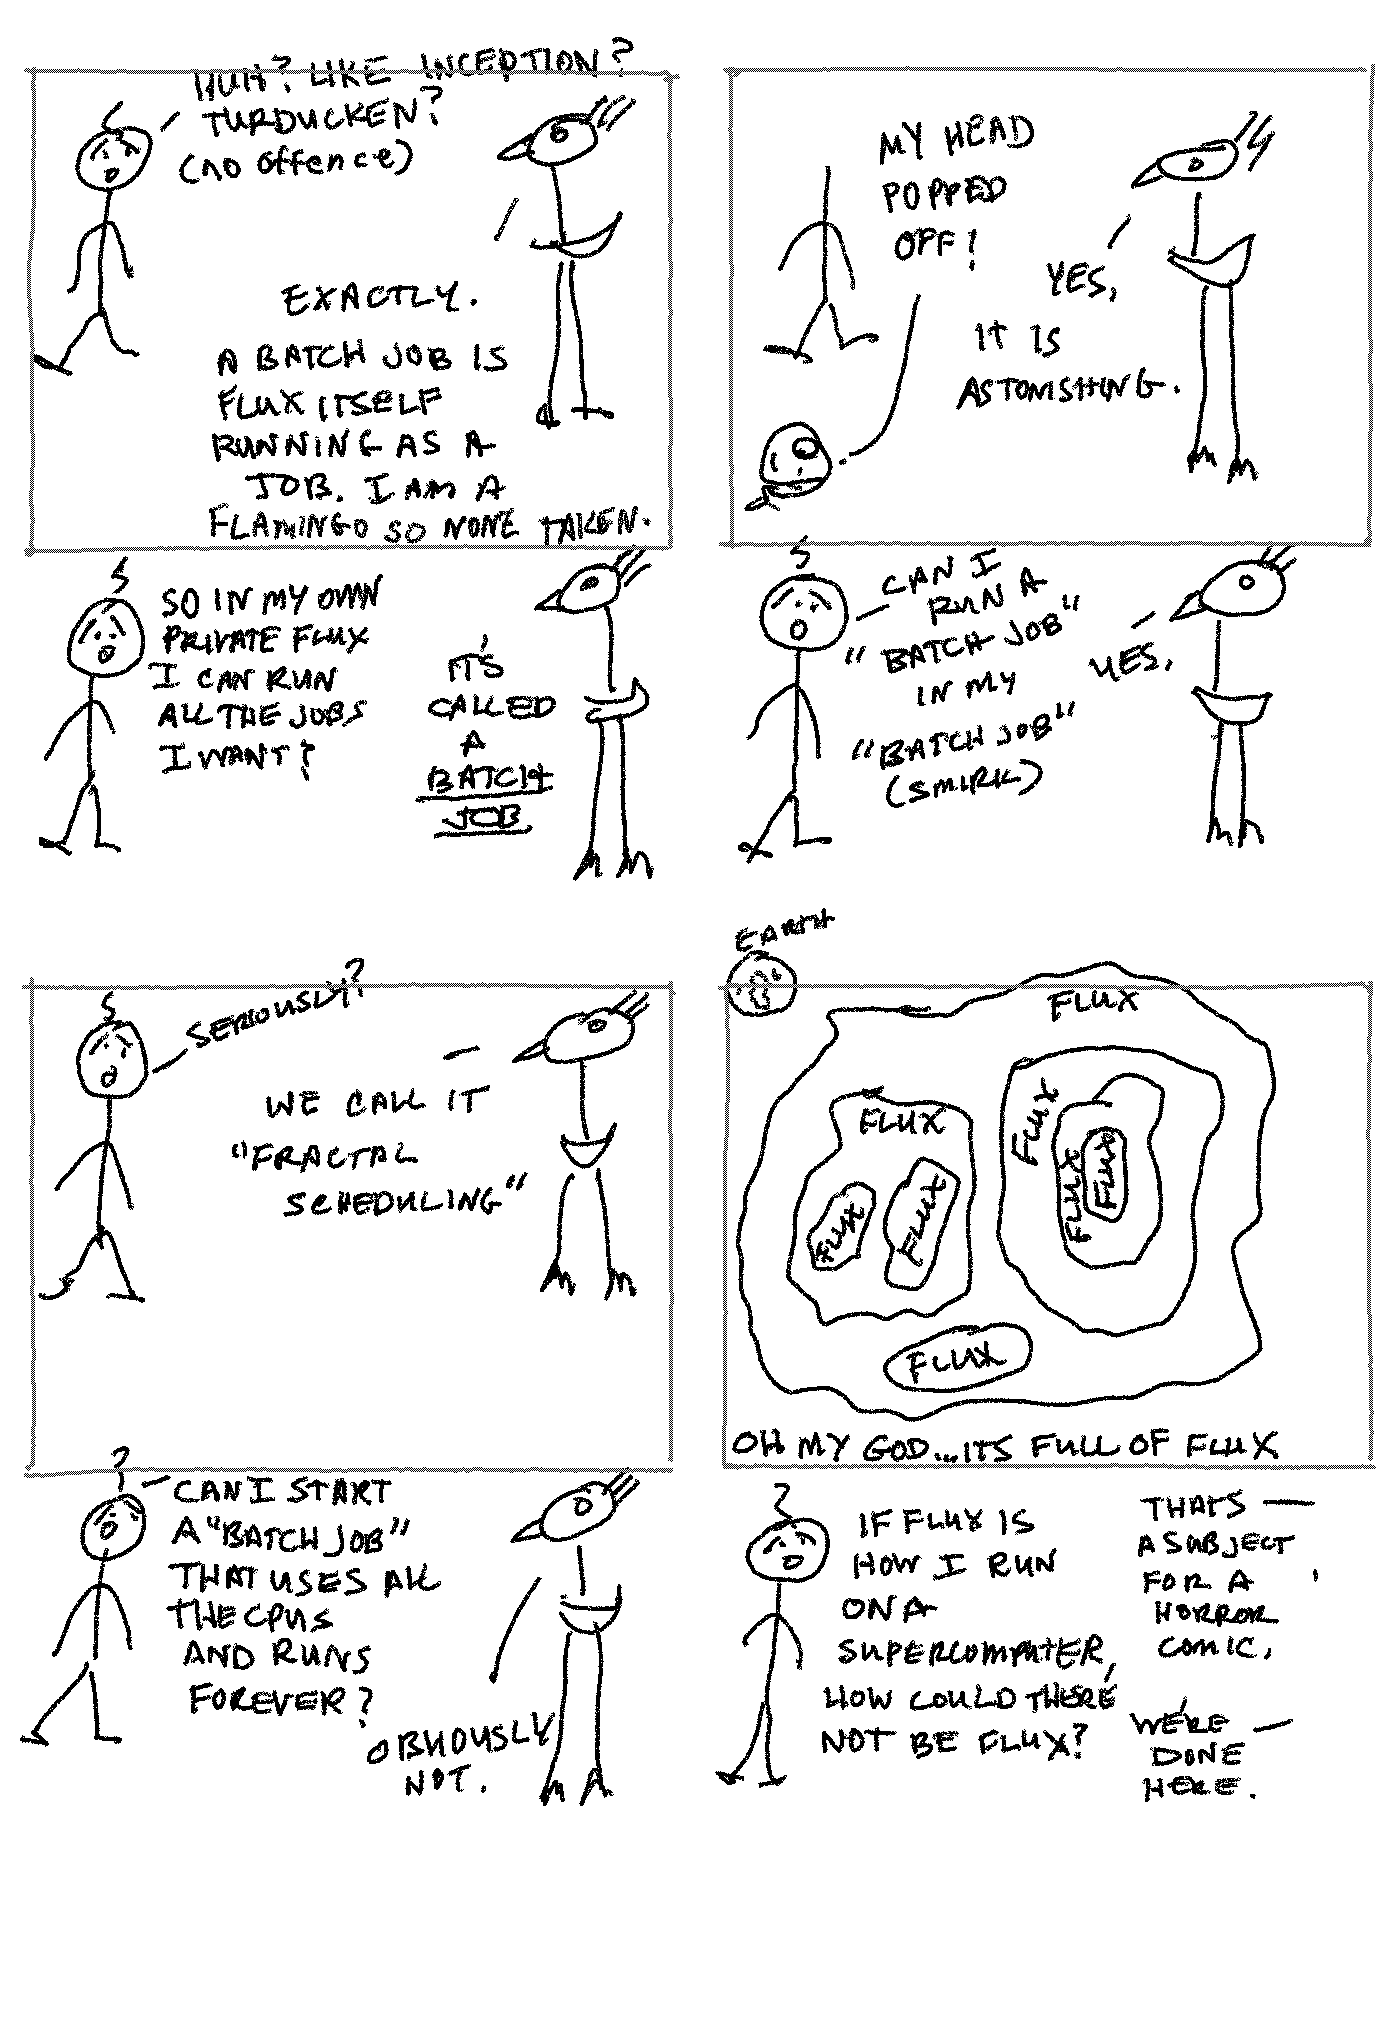 HUH? LIKE INCEPTION?
TURDUCKEN?
(no offence)
EXACTLY.
A BATCH JOB IS
FLUX ITSELF
RUNNING AS A
JOB. I AM A
FLAMINGO SO NONE TAKEN.
MY HEAD
POPPED
OFF!
YES,
IT IS
ASTONISHING.
SO IN MY OWN
PRIVATE FLUX
I CAN RUN
ALL THE JOBS
I WANT?
IT'S
CALLED
A
BATCH
JOB
CAN I
RUN A
"BATCH JOB"
IN MY
"BATCH JOB"
(SMIRK)
YES,
SERIOUSLY?
WE CALL IT
"FRACTAL
SCHEDULING"
EARTH
FLUX
FLUX
FLUX
FLUX
FLUX
FLUX
FLUX
FLUX
OH MY GOD...ITS FULL OF FLUX
CAN I START
A "BATCH JOB"
THAT USES ALL
THE CPUS
AND RUNS
FOREVER?
OBVIOUSLY
NOT.
IF FLUX IS
HOW I RUN
ON A
SUPERCOMPUTER,
HOW COULD THERE
NOT BE FLUX?
THATS
A SUBJECT
FOR A
HORROR
COMIC,
WE'RE
DONE
HERE.